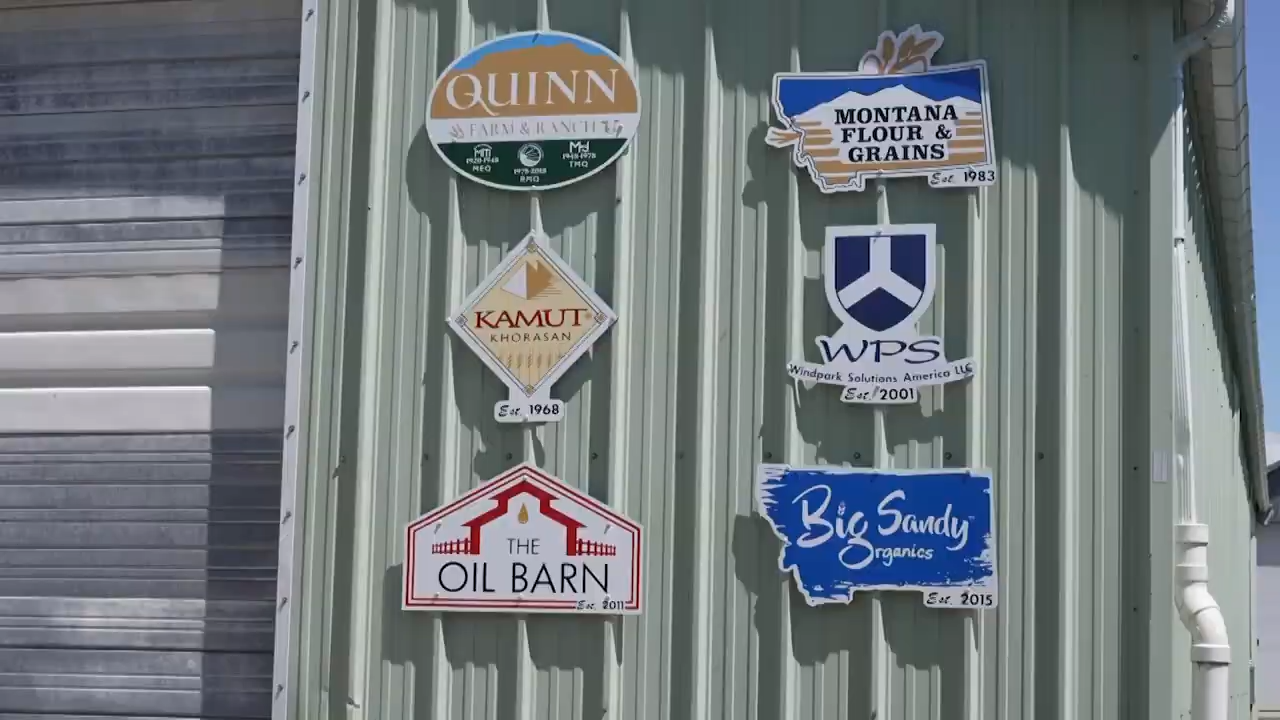 QUINN
FARM & RANCH
1920-1948
MEQ
1978-2018
RMQ
1948-1978
TMQ
MONTANA
FLOUR &
GRAINS
Est. 1983
KAMUT®
KHORASAN
Est. 1968
WPS
Windpark Solutions America LLC
Est. 2001
THE
OIL BARN
Est. 2011
Big Sandy
Organics
Est. 2015